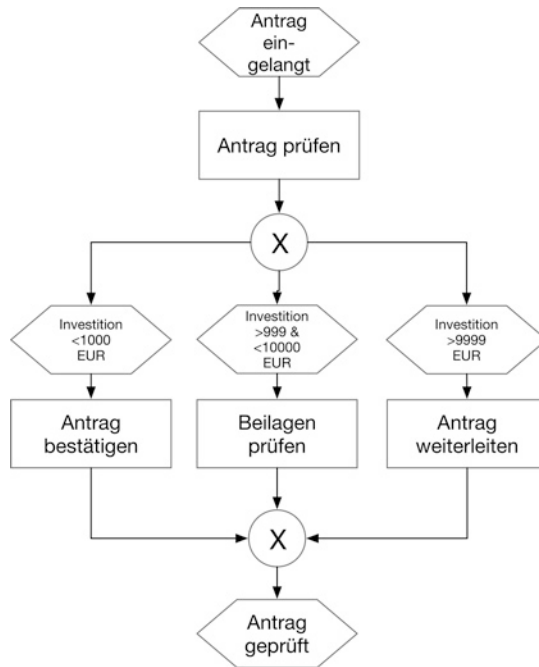 Antrag
ein-
gelangt
Antrag prüfen
X
Investition
<1000
EUR
Investition
>999 &
<10000
EUR
Investition
>9999
EUR
Antrag
bestätigen
Beilagen
prüfen
Antrag
weiterleiten
X
Antrag
geprüft